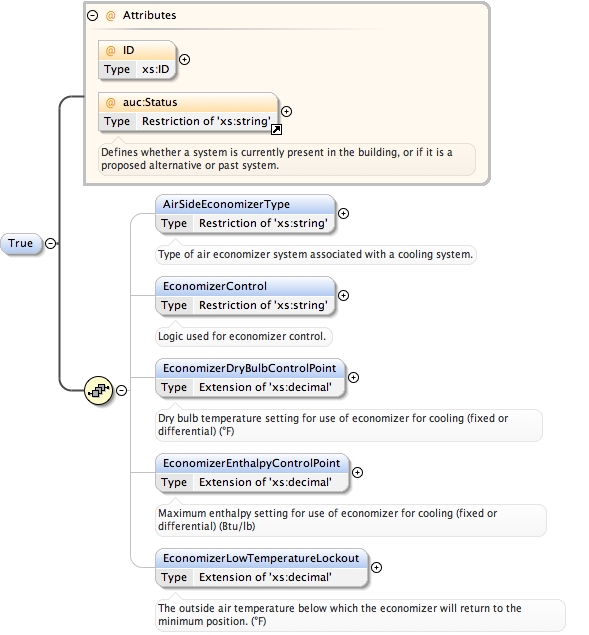 @ Attributes
@ ID
Type xs:ID
@ auc:Status
Type Restriction of 'xs:string'
Defines whether a system is currently present in the building, or if it is a
proposed alternative or past system.
True
AirSideEconomizerType
Type Restriction of 'xs:string'
Type of air economizer system associated with a cooling system.
EconomizerControl
Type Restriction of 'xs:string'
Logic used for economizer control.
EconomizerDryBulbControlPoint
Type Extension of 'xs:decimal'
Dry bulb temperature setting for use of economizer for cooling (fixed or
differential) (°F)
EconomizerEnthalpyControlPoint
Type Extension of 'xs:decimal'
Maximum enthalpy setting for use of economizer for cooling (fixed or
differential) (Btu/lb)
EconomizerLowTemperatureLockout
Type Extension of 'xs:decimal'
The outside air temperature below which the economizer will return to the
minimum position. (°F)